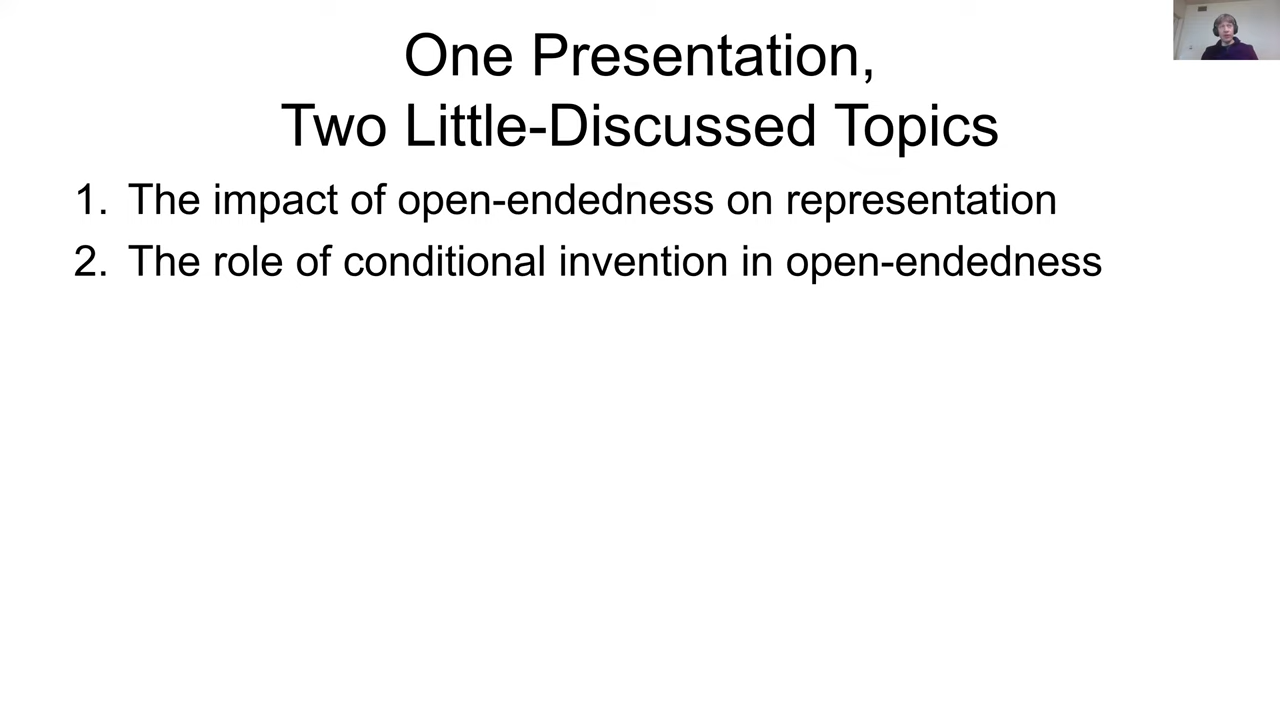 One Presentation,
Two Little-Discussed Topics
1. The impact of open-endedness on representation
2. The role of conditional invention in open-endedness